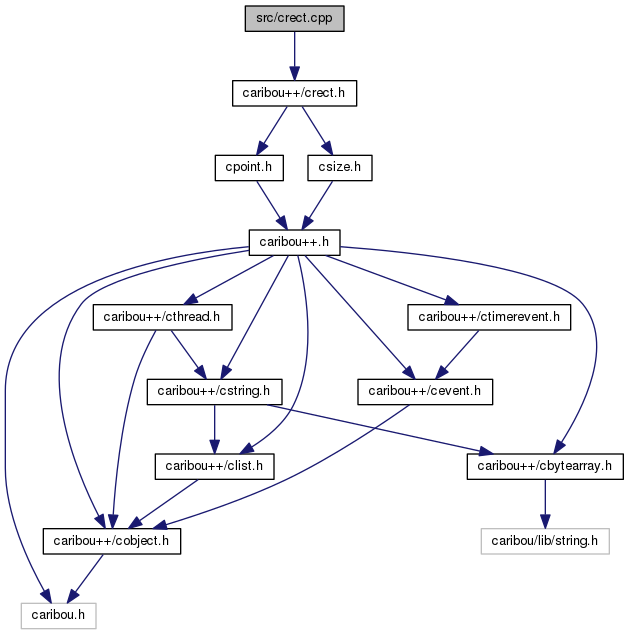 src/crect.cpp
caribou++/crect.h
cpoint.h
csize.h
caribou++.h
caribou++/cthread.h
caribou++/ctimerevent.h
caribou++/cstring.h
caribou++/cevent.h
caribou++/clist.h
caribou++/cbytearray.h
caribou++/cobject.h
caribou/lib/string.h
caribou.h